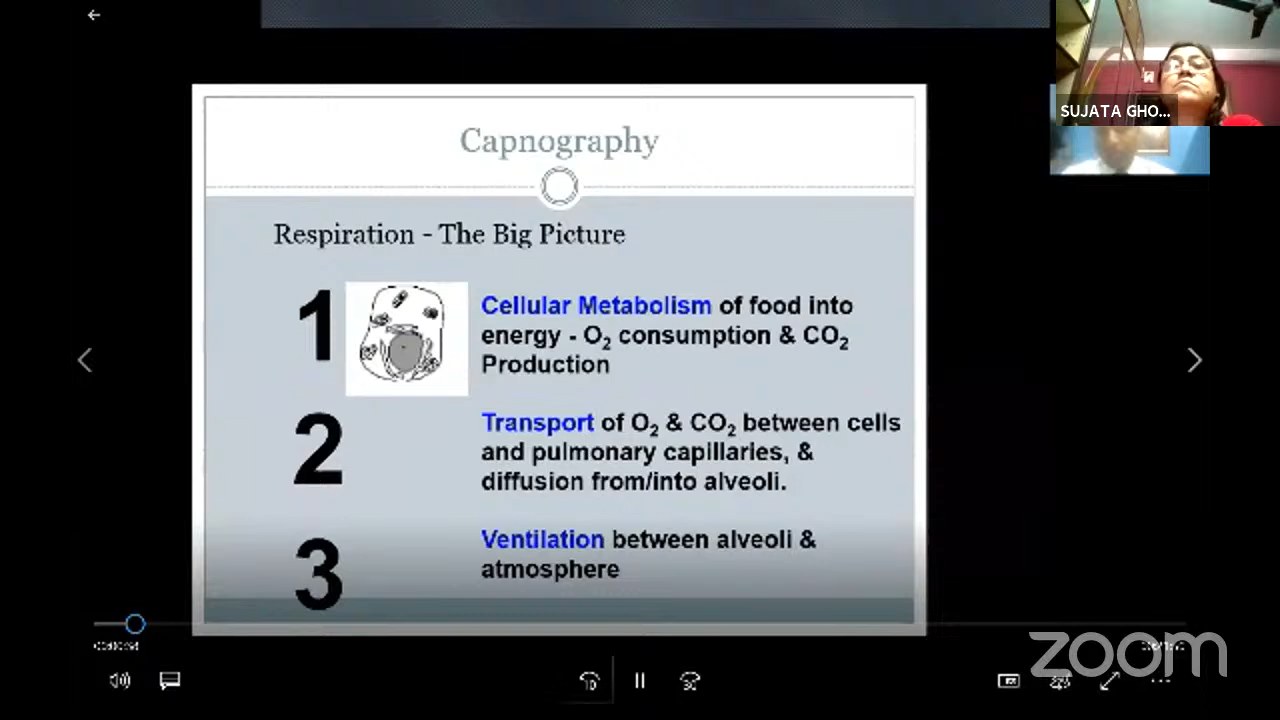 SUJATA GHO...
Capnography
Respiration - The Big Picture
1
Cellular Metabolism of food into
energy - O₂ consumption & CO₂
Production
2
Transport of O₂ & CO₂ between cells
and pulmonary capillaries, &
diffusion from/into alveoli.
3
Ventilation between alveoli &
atmosphere
10
30
zoom